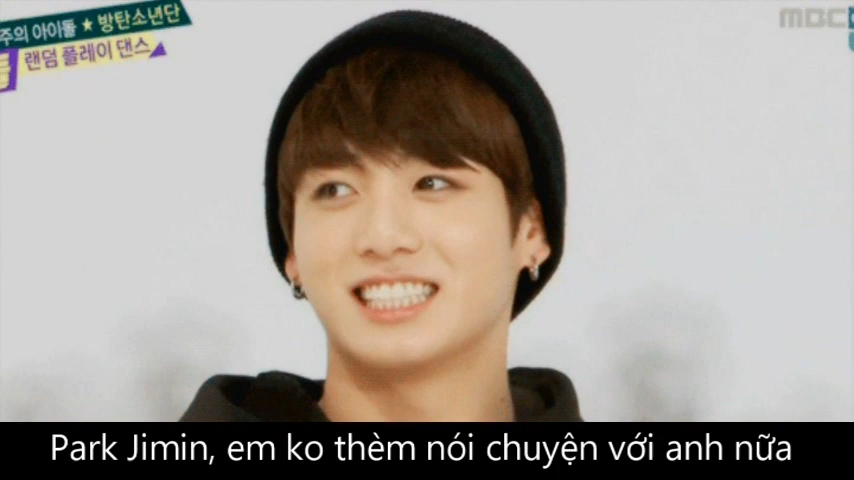 주의 아이돌 ★ 방탄소년단
랜덤 플레이 댄스
MBC
Park Jimin, em ko thèm nói chuyện với anh nữa